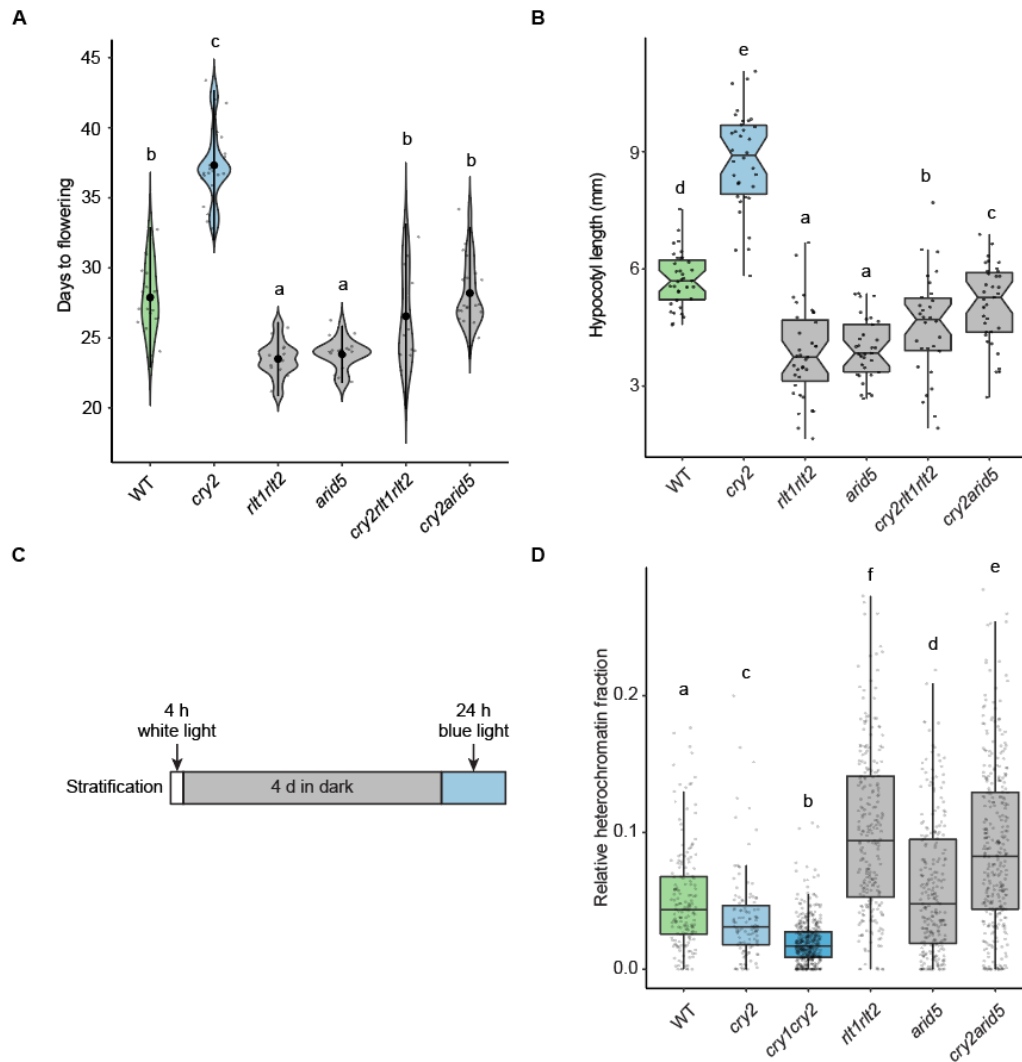 A
45
40
35
30
25
20
Days to flowering
b
c
a
a
b
b
WT
cry2
rlt1rlt2
arid5
cry2rlt1rlt2
cry2arid5
B
9
6
3
Hypocotyl length (mm)
d
e
a
a
b
c
WT
cry2
rlt1rlt2
arid5
cry2rlt1rlt2
cry2arid5
C
4 h
white light
24 h
blue light
Stratification
4 d in dark
D
0.2
0.1
0.0
Relative heterochromatin fraction
a
c
b
f
d
e
WT
cry2
cry1cry2
rlt1rlt2
arid5
cry2arid5